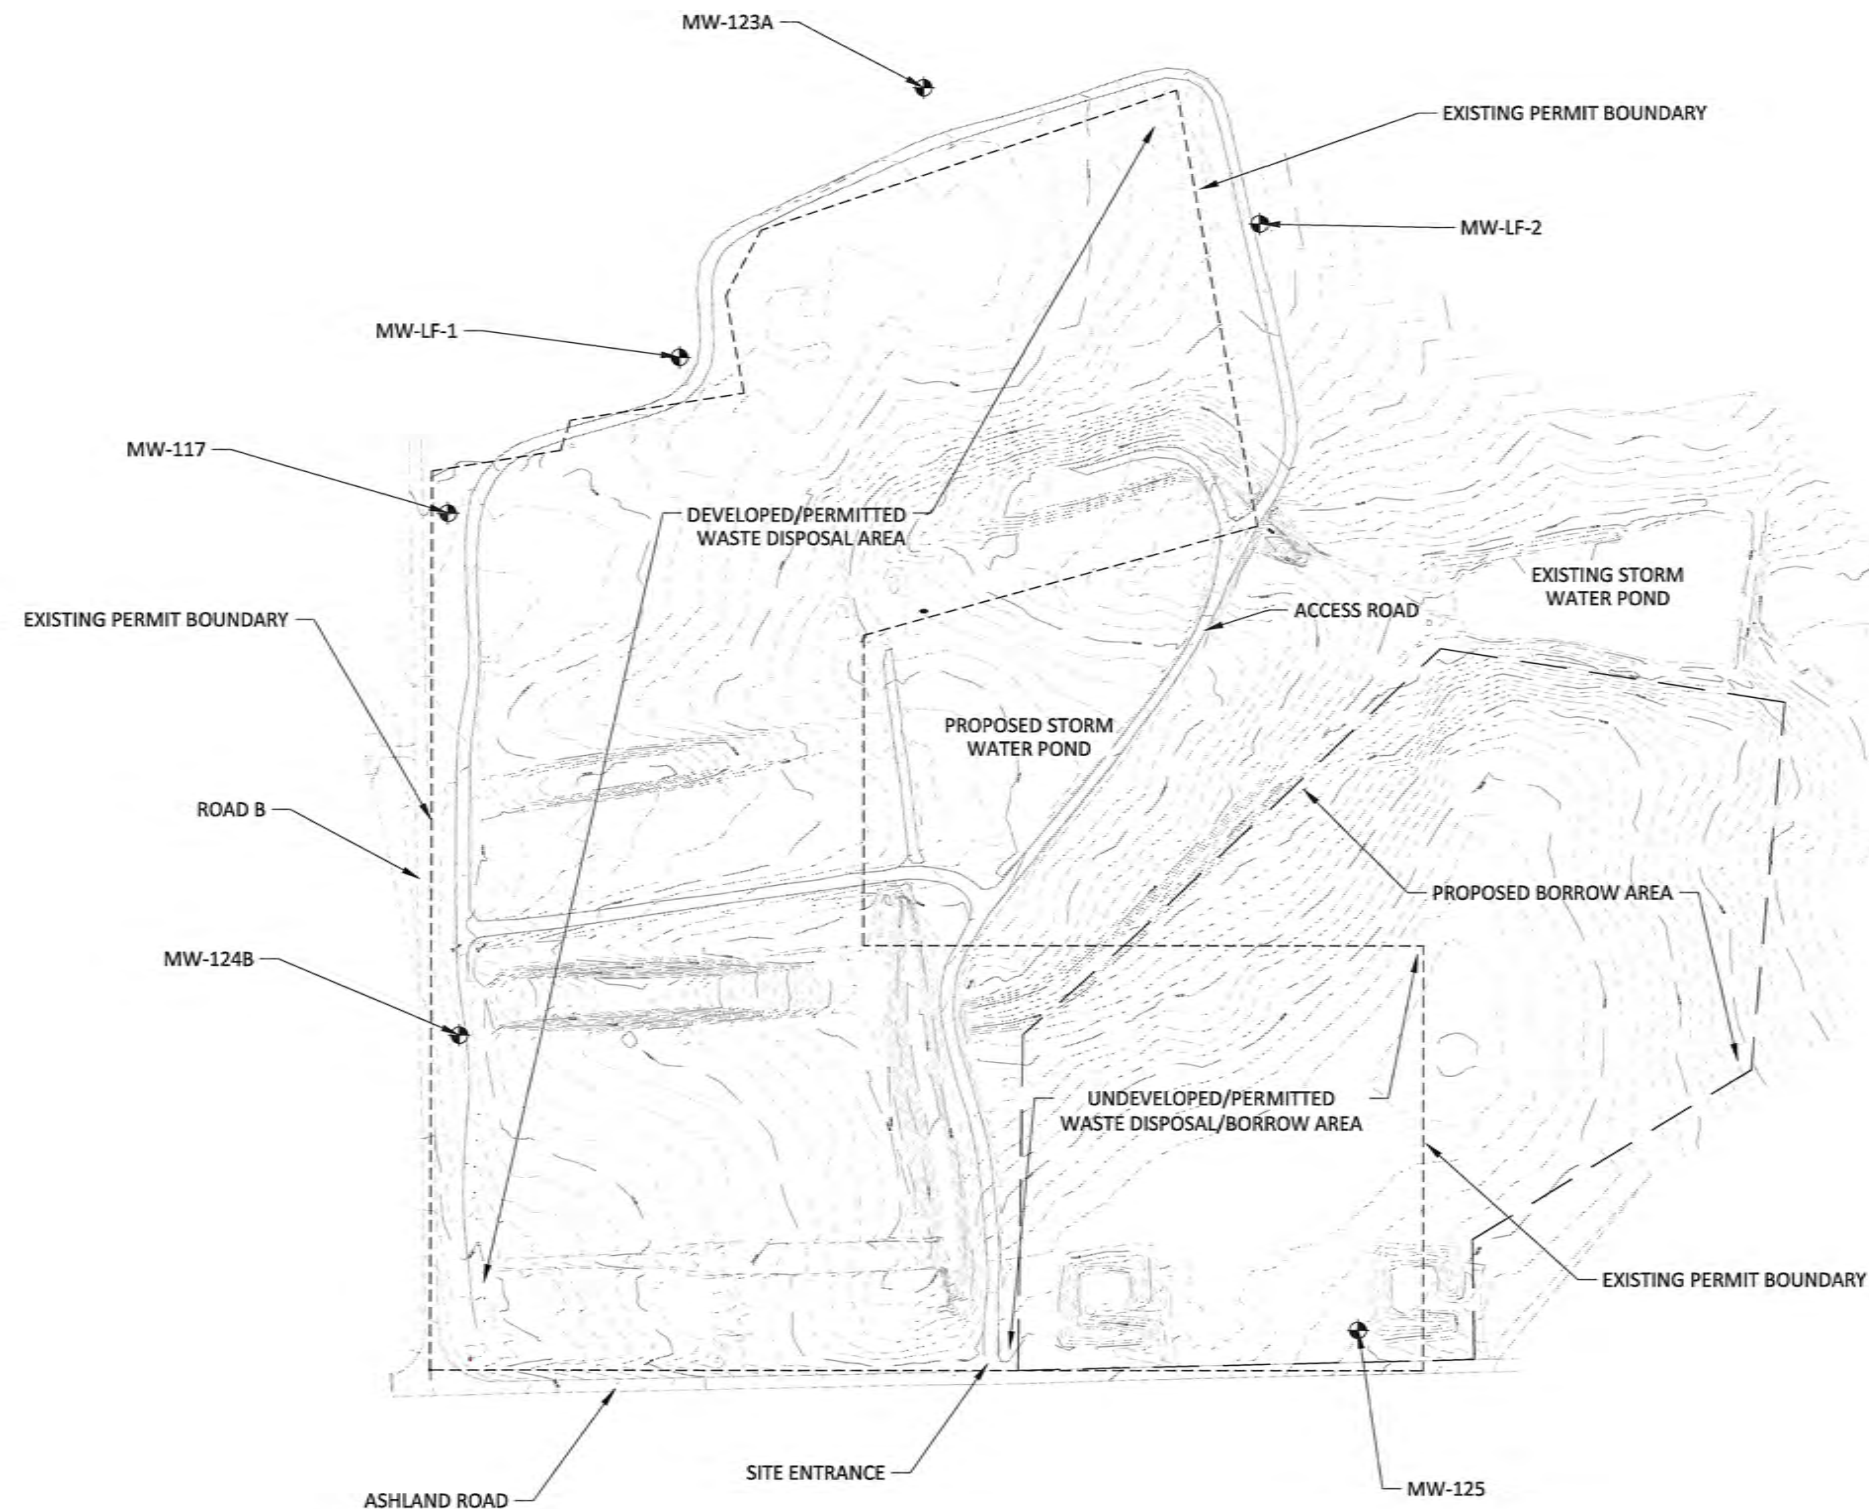 MW-123A
EXISTING PERMIT BOUNDARY
MW-LF-2
MW-LF-1
MW-117
DEVELOPED/PERMITTED
WASTE DISPOSAL AREA
EXISTING STORM
WATER POND
ACCESS ROAD
EXISTING PERMIT BOUNDARY
PROPOSED STORM
WATER POND
ROAD B
PROPOSED BORROW AREA
MW-124B
UNDEVELOPED/PERMITTED
WASTE DISPOSAL/BORROW AREA
EXISTING PERMIT BOUNDARY
SITE ENTRANCE
MW-125
ASHLAND ROAD